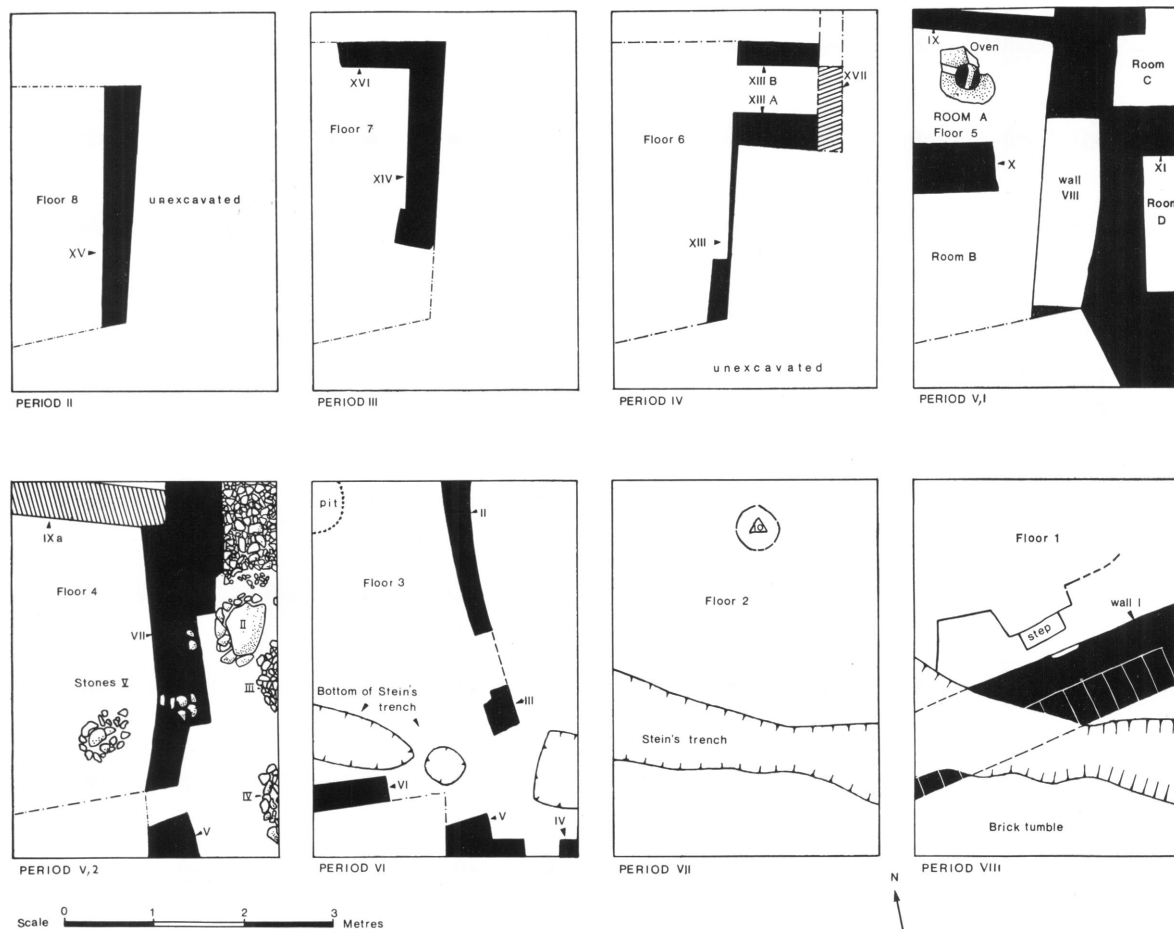 Floor 8
unexcavated
XV
PERIOD II
XVI
Floor 7
XIV
PERIOD III
XIII B
XVII
XIII A
Floor 6
XIII
unexcavated
PERIOD IV
IX
Oven
Room
C
ROOM A
Floor 5
X
wall
VIII
XI
Room
D
Room B
PERIOD V,I
IXa
Floor 4
II
VII
Stones V
III
IV
V
PERIOD V,2
pit
II
Floor 3
Bottom of Stein's
trench
III
VI
V
IV
PERIOD VI
Floor 2
Stein's trench
PERIOD VII
Floor 1
wall I
step
Brick tumble
PERIOD VIII
N
Scale 0 1 2 3 Metres